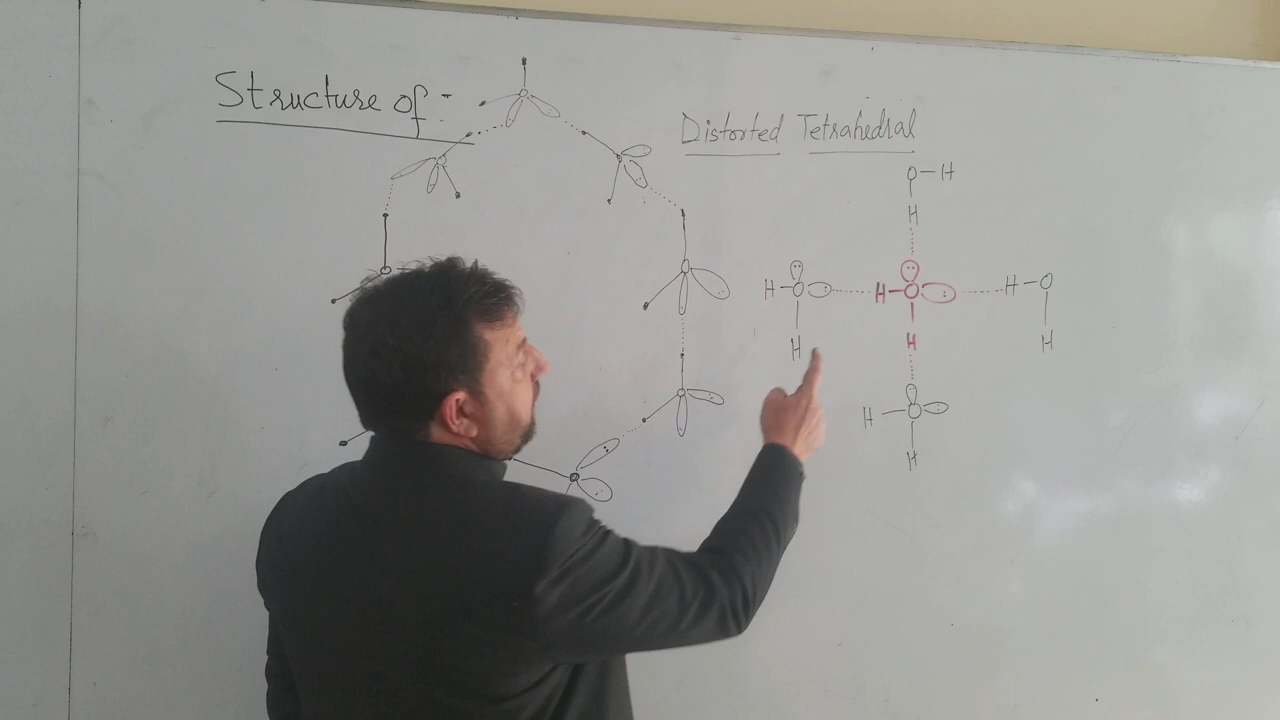 Structure of :-
Distorted Tetrahedral
O-H
H
H-O H-O H-O
H H H
H-O
H